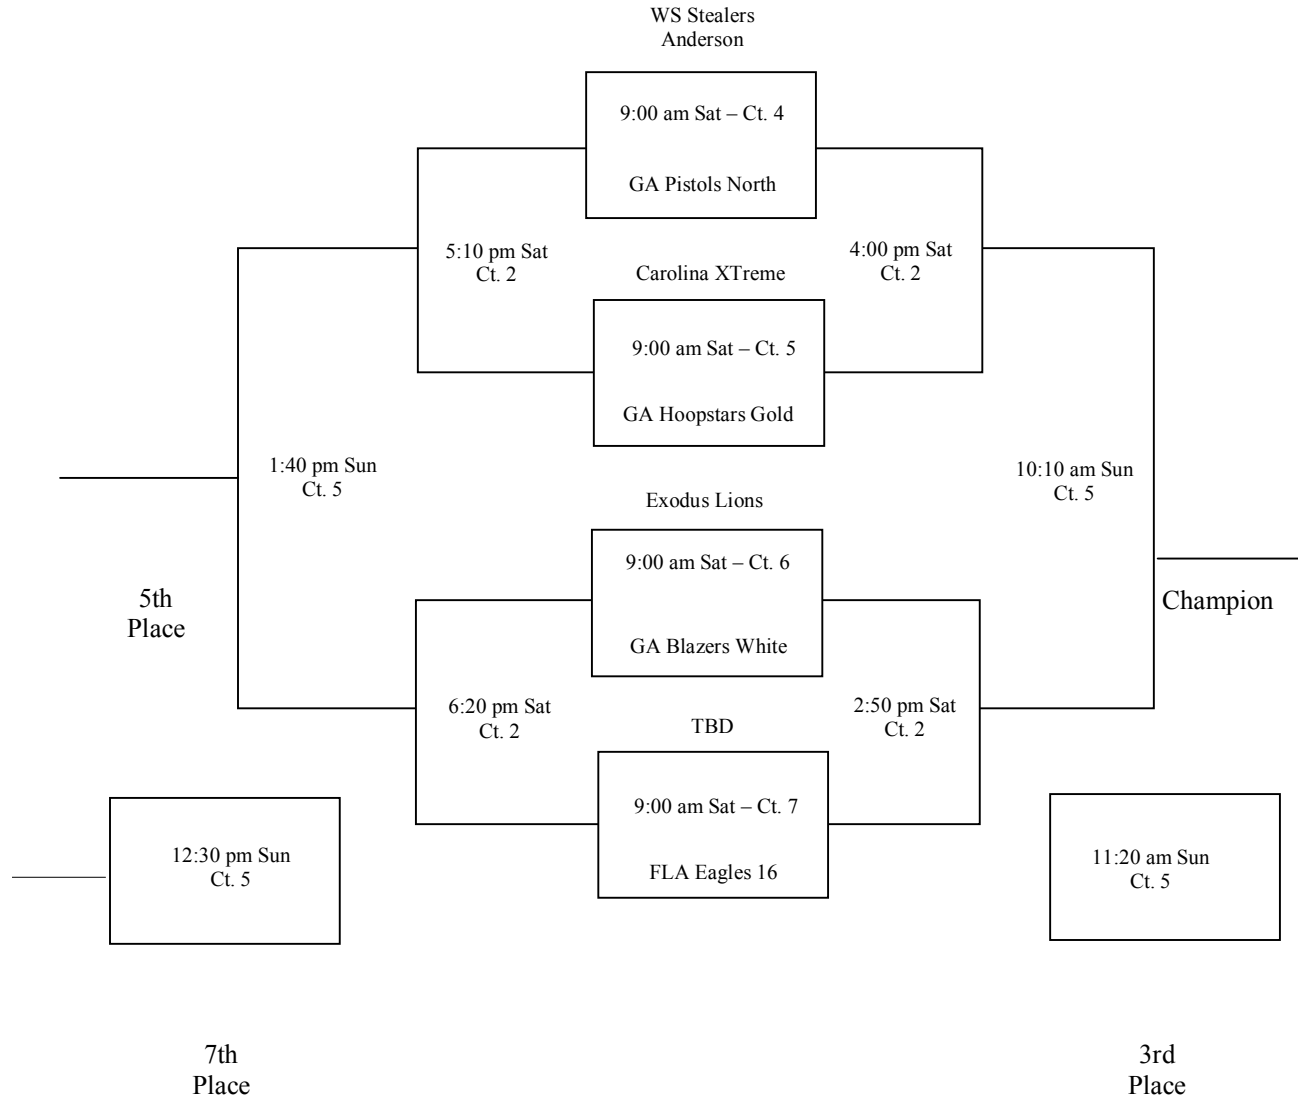 WS Stealers
Anderson
9:00 am Sat – Ct. 4
GA Pistols North
5:10 pm Sat
Ct. 2
4:00 pm Sat
Ct. 2
Carolina XTreme
9:00 am Sat – Ct. 5
GA Hoopstars Gold
1:40 pm Sun
Ct. 5
10:10 am Sun
Ct. 5
Exodus Lions
9:00 am Sat – Ct. 6
5th
Place
Champion
GA Blazers White
6:20 pm Sat
Ct. 2
2:50 pm Sat
Ct. 2
TBD
9:00 am Sat – Ct. 7
12:30 pm Sun
Ct. 5
FLA Eagles 16
11:20 am Sun
Ct. 5
7th
Place
3rd
Place